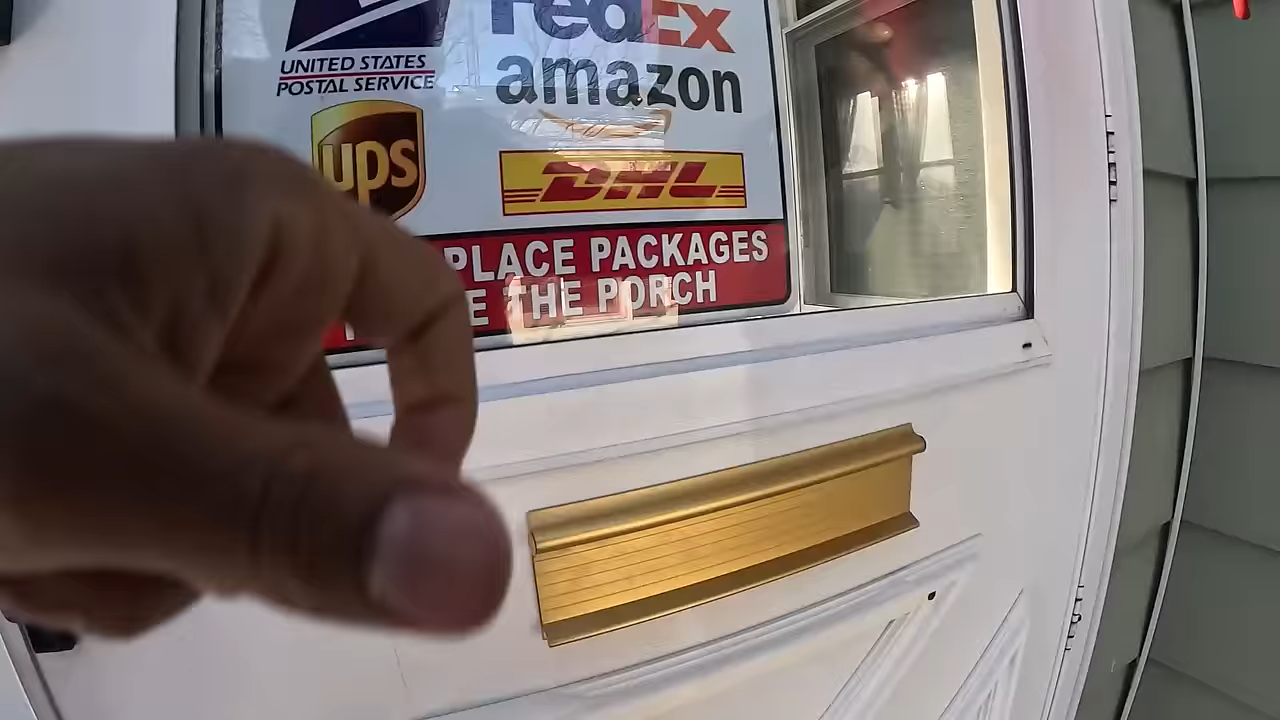 FedEx
UNITED STATES
POSTAL SERVICE
amazon
ups
DHL
PLACE PACKAGES
THE PORCH